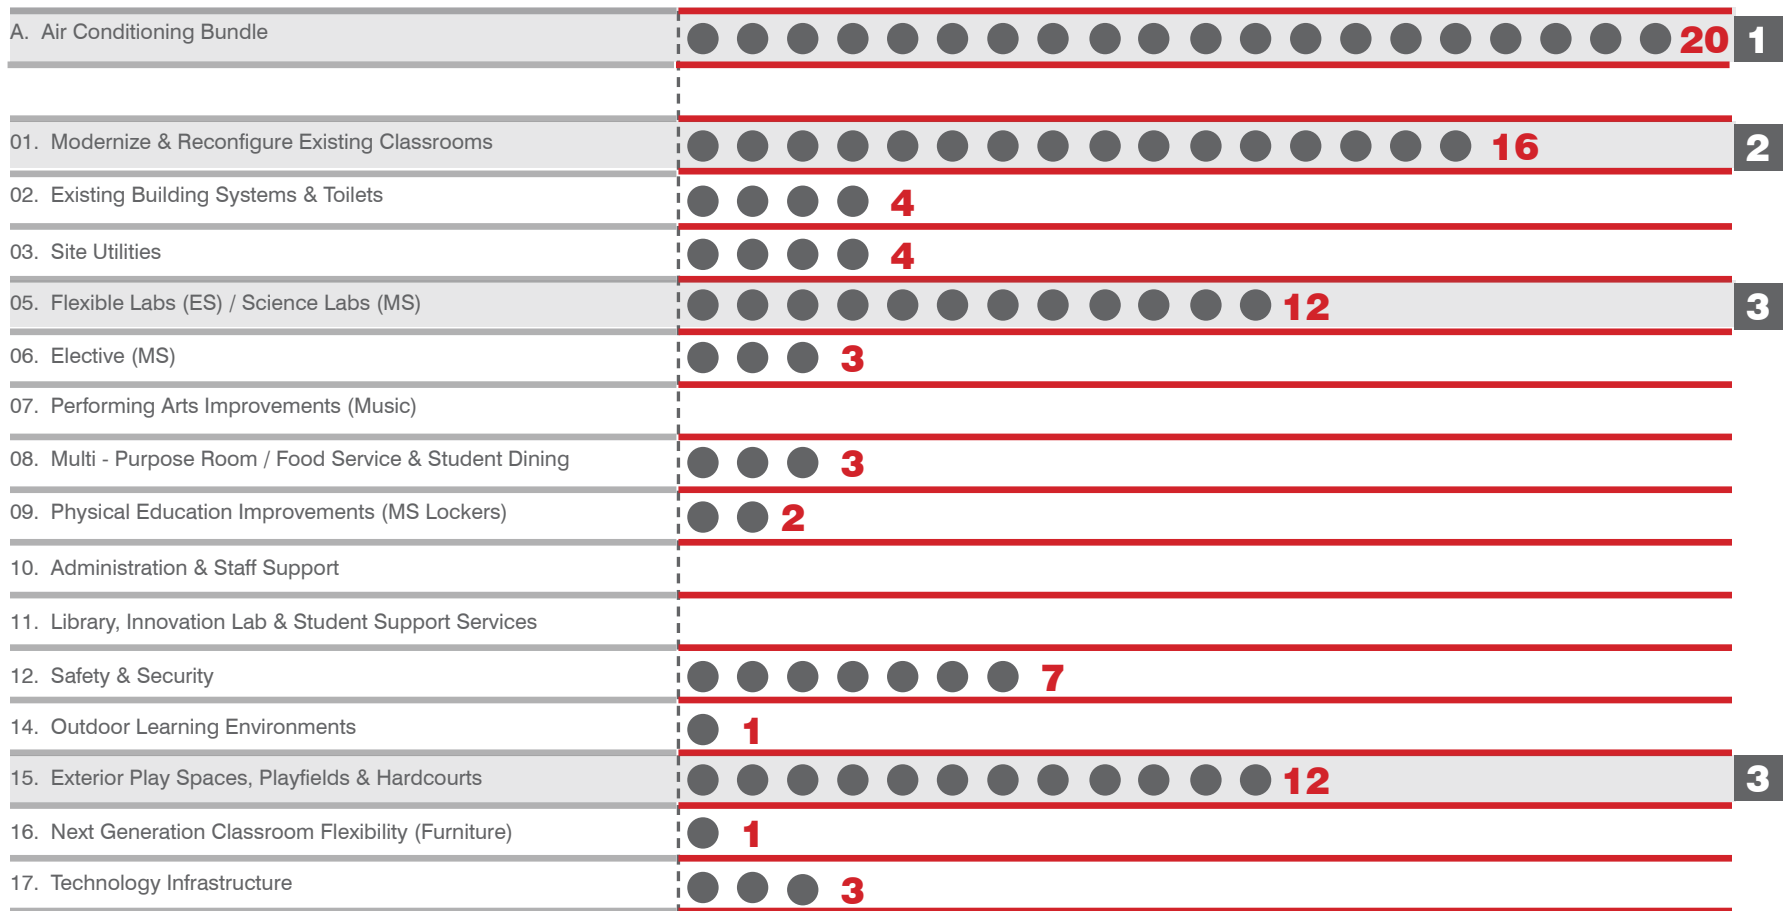 A. Air Conditioning Bundle 20 1
01. Modernize & Reconfigure Existing Classrooms 16 2
02. Existing Building Systems & Toilets 4
03. Site Utilities 4
05. Flexible Labs (ES) / Science Labs (MS) 12 3
06. Elective (MS) 3
07. Performing Arts Improvements (Music)
08. Multi - Purpose Room / Food Service & Student Dining 3
09. Physical Education Improvements (MS Lockers) 2
10. Administration & Staff Support
11. Library, Innovation Lab & Student Support Services
12. Safety & Security 7
14. Outdoor Learning Environments 1
15. Exterior Play Spaces, Playfields & Hardcourts 12 3
16. Next Generation Classroom Flexibility (Furniture) 1
17. Technology Infrastructure 3